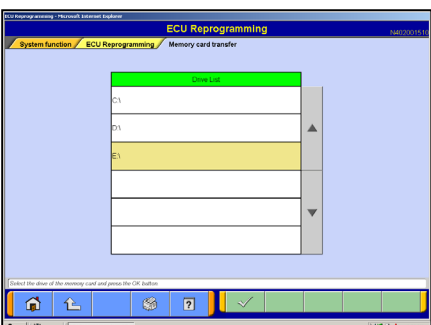 ECU Reprogramming - Microsoft Internet Explorer
ECU Reprogramming
N402001510
System function
ECU Reprogramming
Memory card transfer
Drive List
C:\
D:\
E:\
Select the drive of the memory card and press the OK button.
?